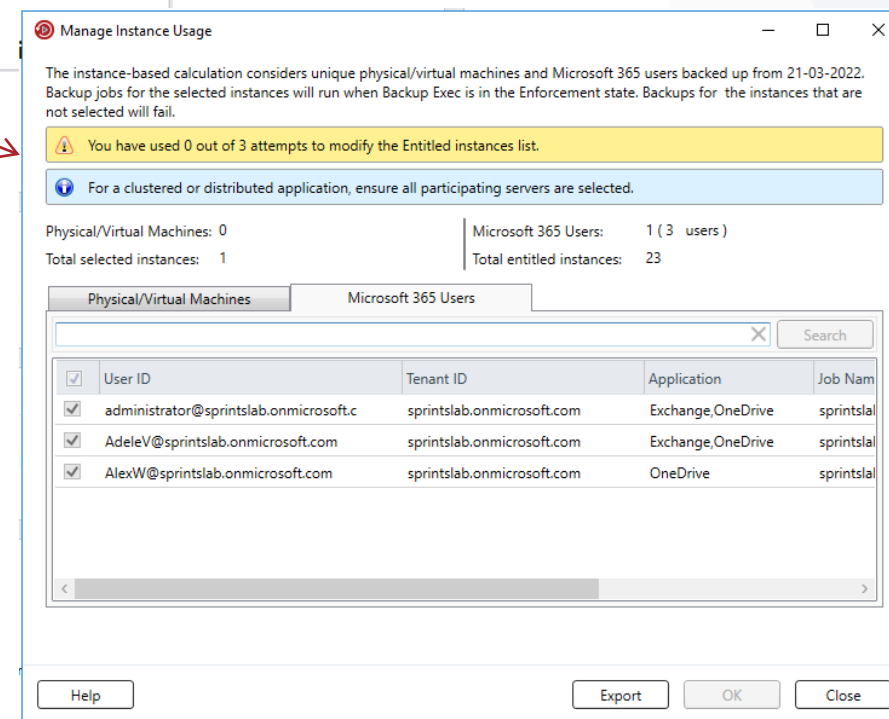 Manage Instance Usage
The instance-based calculation considers unique physical/virtual machines and Microsoft 365 users backed up from 21-03-2022.
Backup jobs for the selected instances will run when Backup Exec is in the Enforcement state. Backups for the instances that are
not selected will fail.
You have used 0 out of 3 attempts to modify the Entitled instances list.
For a clustered or distributed application, ensure all participating servers are selected.
Physical/Virtual Machines: 0 Microsoft 365 Users: 1 ( 3 users )
Total selected instances: 1 Total entitled instances: 23
Physical/Virtual Machines Microsoft 365 Users
Search
User ID Tenant ID Application Job Nam
administrator@sprintslab.onmicrosoft.c sprintslab.onmicrosoft.com Exchange,OneDrive sprintslal
AdeleV@sprintslab.onmicrosoft.com sprintslab.onmicrosoft.com Exchange,OneDrive sprintslal
AlexW@sprintslab.onmicrosoft.com sprintslab.onmicrosoft.com OneDrive sprintslal
Help Export OK Close